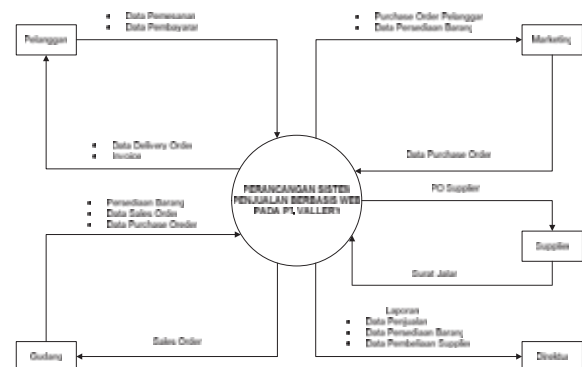 Data Pemesanan
Data Pembayaran
Pelanggan
Purchase Order Pelanggan
Data Persediaan Barang
Marketing
Data Delivery Order
Invoice
Data Purchase Order
PERANCANGAN SISTEM
PENJUALAN BERBASIS WEB
PADA PT. VALLERY
PO Supplier
Persediaan Barang
Data Sales Order
Data Purchase Oreder
Supplier
Surat Jalan
Laporan
Data Penjualan
Data Persediaan Barang
Data Pembeliaan Supplier
Sales Order
Gudang
Direktur